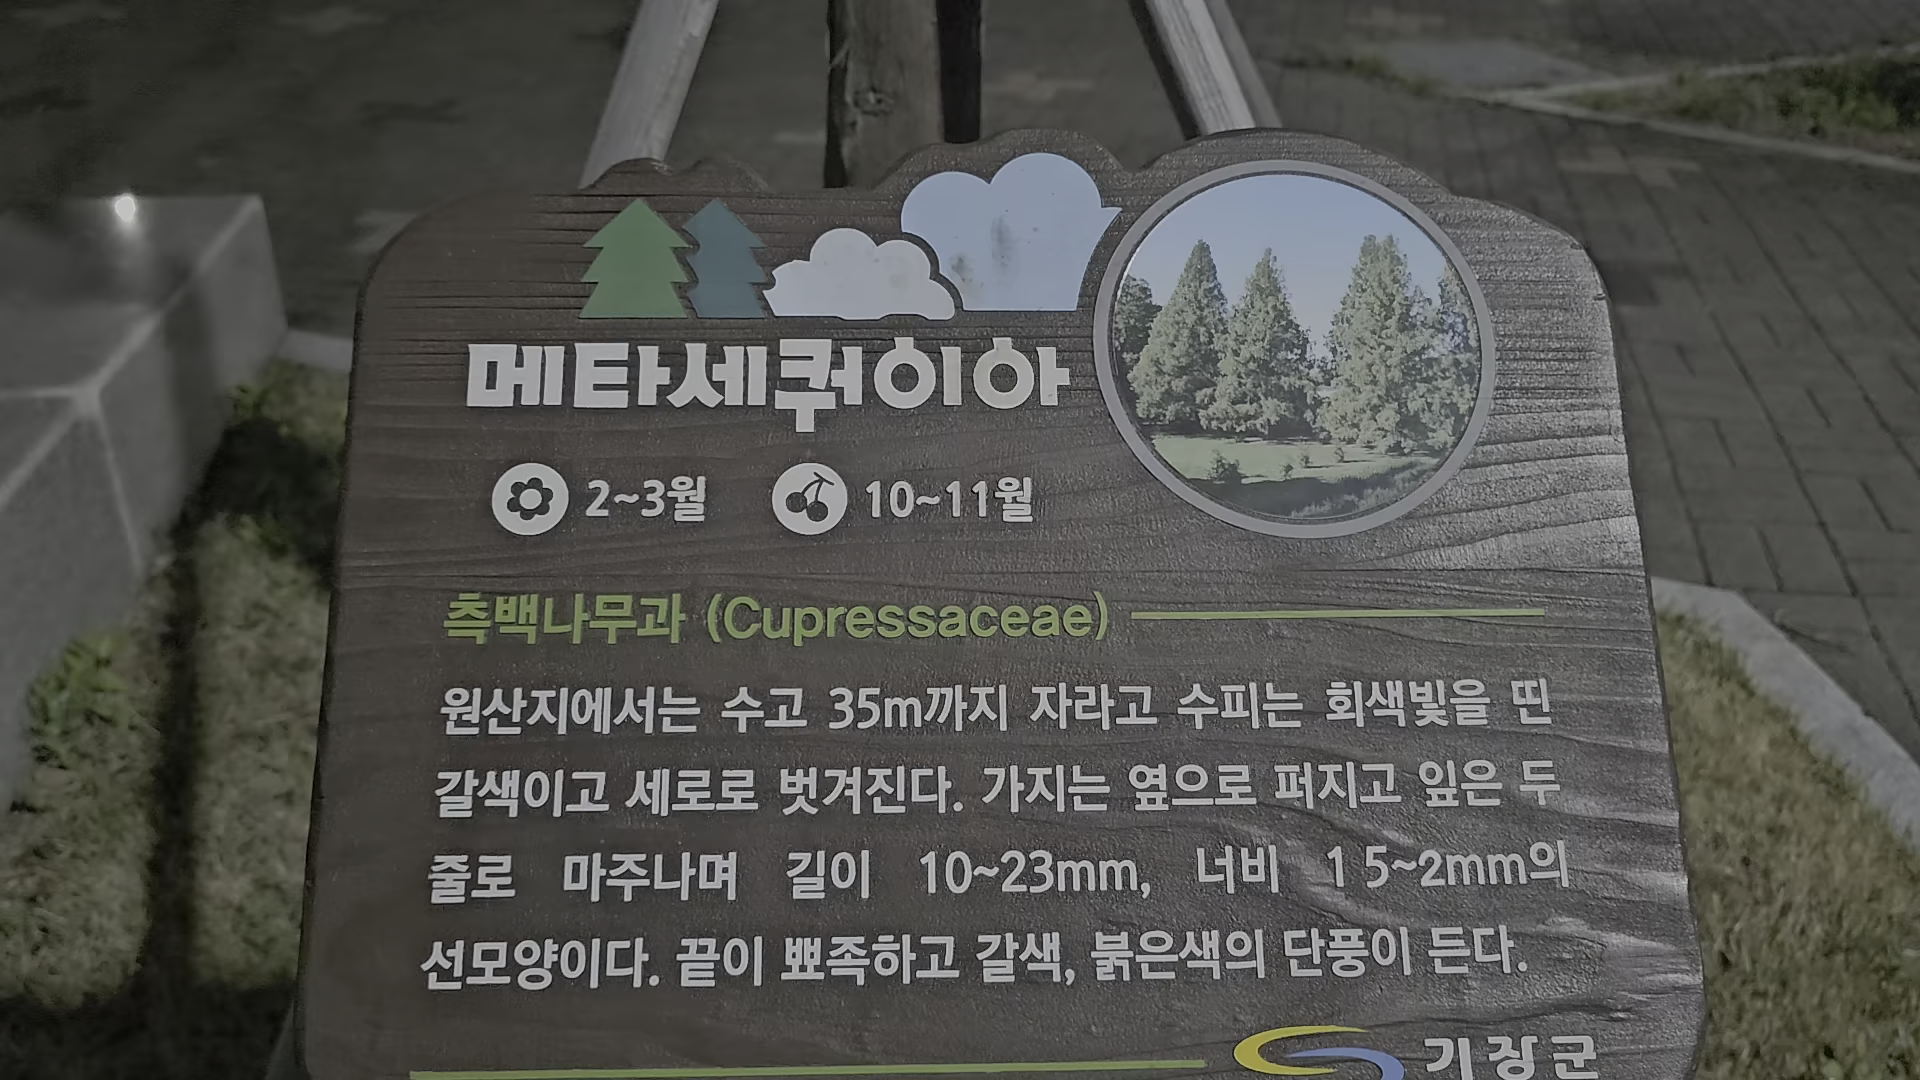 메타세쿼이아
2~3월 10~11월
측백나무과 (Cupressaceae)
원산지에서는 수고 35m까지 자라고 수피는 회색빛을 띤
갈색이고 세로로 벗겨진다. 가지는 옆으로 퍼지고 잎은 두
줄로 마주나며 길이 10~23mm, 너비 1 5~2mm의
선모양이다. 끝이 뾰족하고 갈색, 붉은색의 단풍이 든다.
기장군